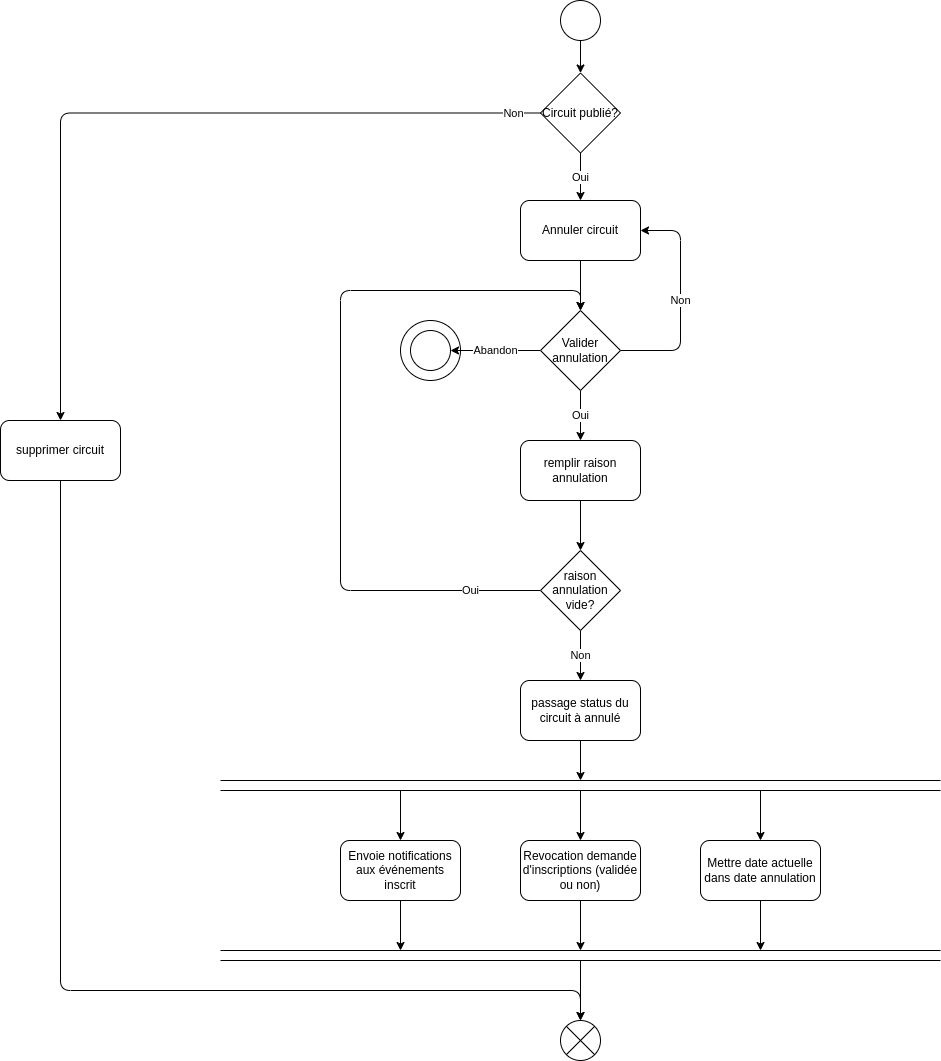 Circuit publié?
Non
Oui
Annuler circuit
Non
Valider
annulation
Abandon
Oui
supprimer circuit
remplir raison
annulation
raison
annulation
vide?
Oui
Non
passage status du
circuit à annulé
Envoie notifications
aux événements
inscrit
Revocation demande
d'inscriptions (validée
ou non)
Mettre date actuelle
dans date annulation